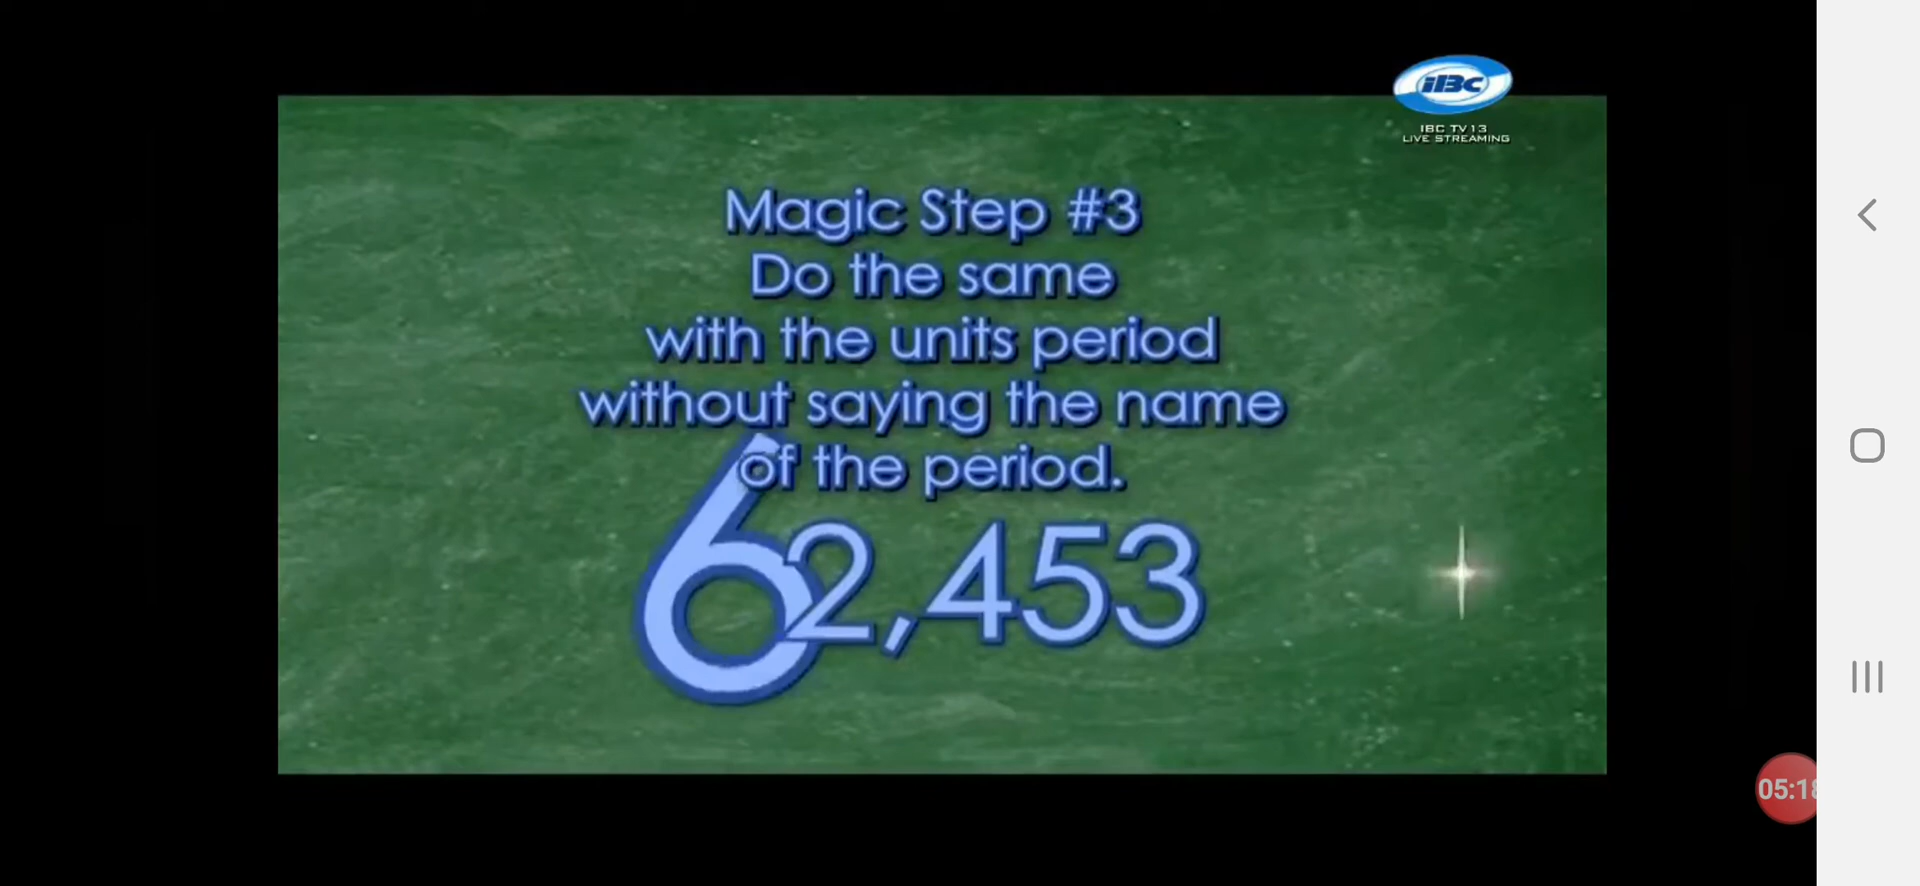 iBC
IBC TV 13
LIVE STREAMING
Magic Step #3
Do the same
with the units period
without saying the name
of the period.
62,453
05:18